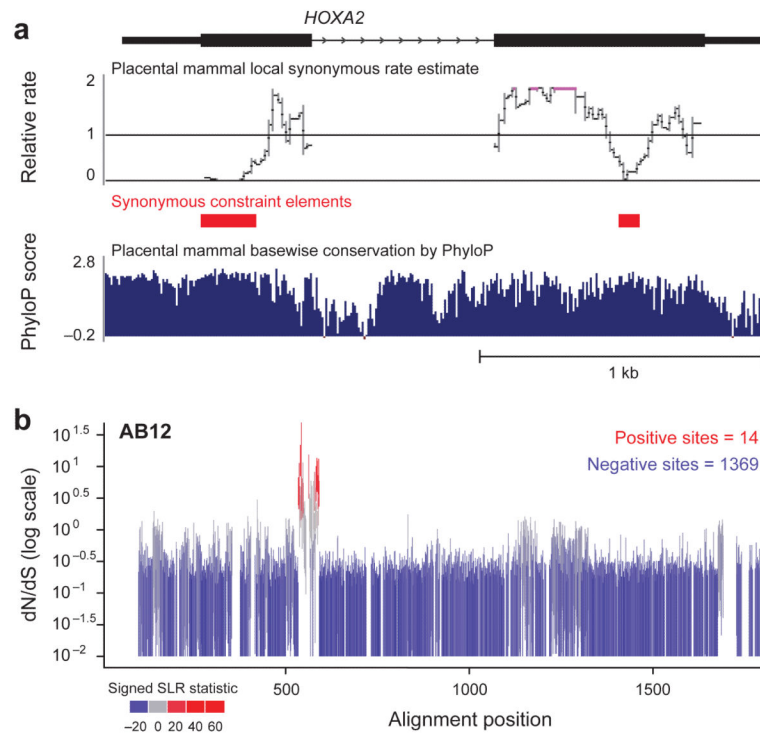 a
HOXA2
Placental mammal local synonymous rate estimate
2
1
0
Relative rate
Synonymous constraint elements
Placental mammal basewise conservation by PhyloP
2.8
–0.2
PhyloP socre
1 kb
b
AB12
Positive sites = 14
Negative sites = 1369
10^1.5
10^1
10^0.5
10^0
10^–0.5
10^–1
10^–1.5
10^–2
dN/dS (log scale)
500
1000
1500
Alignment position
Signed SLR statistic
–20 0 20 40 60